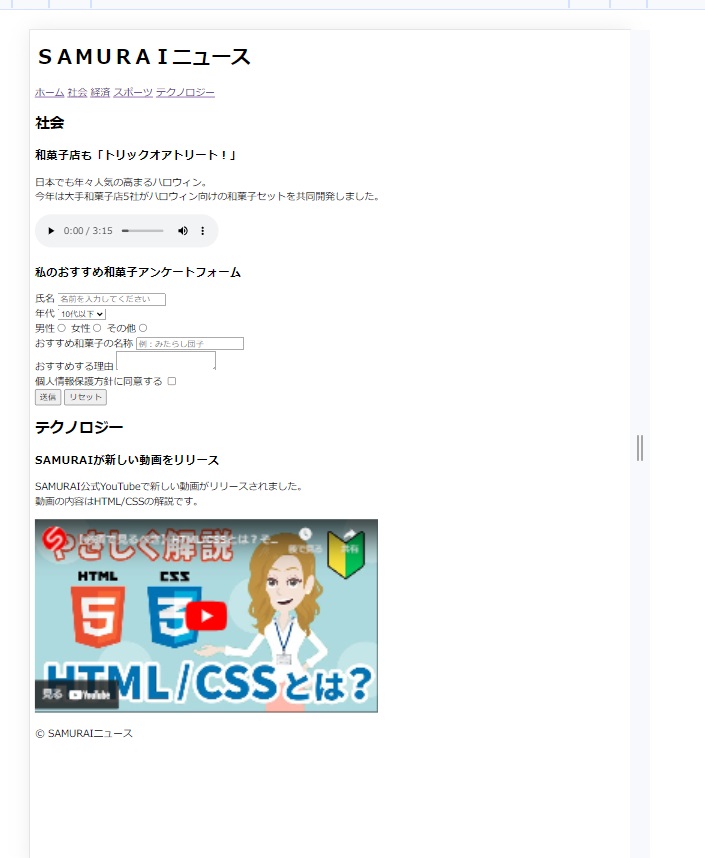 ＳＡＭＵＲＡＩニュース
ホーム 社会 経済 スポーツ テクノロジー
社会
和菓子店も「トリックオアトリート！」
日本でも年々人気の高まるハロウィン。
今年は大手和菓子店5社がハロウィン向けの和菓子セットを共同開発しました。
0:00 / 3:15
私のおすすめ和菓子アンケートフォーム
氏名 名前を入力してください
年代 10代以下
男性 女性 その他
おすすめ和菓子の名称 例：みたらし団子
おすすめする理由
個人情報保護方針に同意する
送信 リセット
テクノロジー
SAMURAIが新しい動画をリリース
SAMURAI公式YouTubeで新しい動画がリリースされました。
動画の内容はHTML/CSSの解説です。
【必須で見るべき】HTML/CSSとは？そ...
後で見る 共有
やさしく解説
HTML CSS
5 3
HTML/CSSとは？
見る YouTube
© SAMURAIニュース